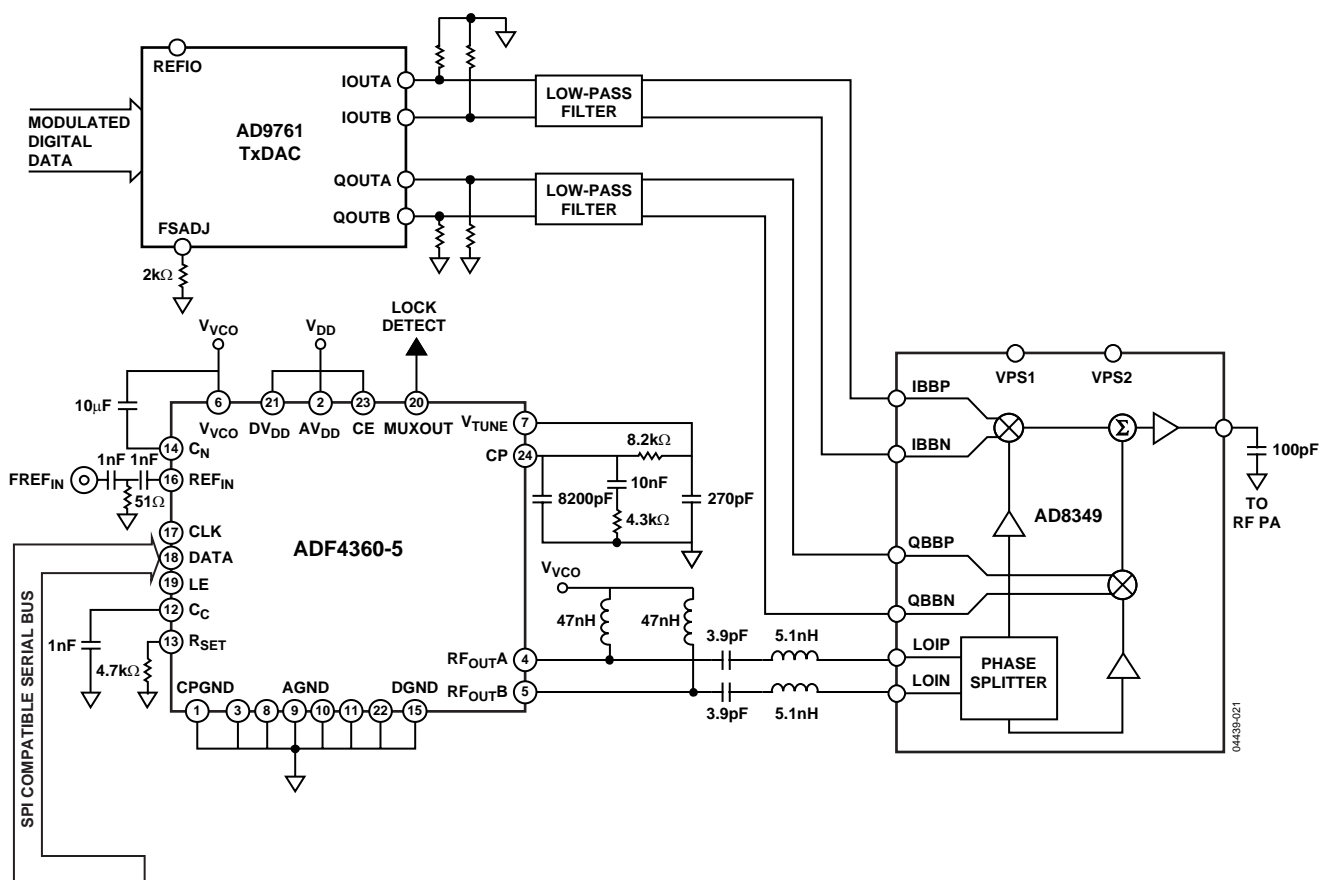 REFIO
IOUTA
IOUTB
QOUTA
QOUTB
MODULATED
DIGITAL
DATA
AD9761
TxDAC
FSADJ
2kΩ
LOW-PASS
FILTER
LOW-PASS
FILTER
LOCK
DETECT
VVCO
VDD
10µF
6
21
2
23
20
VVCO
DVDD
AVDD
CE
MUXOUT
VTUNE
7
CP
24
14
CN
1nF
1nF
FREFIN
16
REFIN
51Ω
17
CLK
18
DATA
19
LE
12
CC
13
RSET
1nF
4.7kΩ
ADF4360-5
8.2kΩ
10nF
8200pF
270pF
4.3kΩ
VVCO
47nH
47nH
3.9pF
5.1nH
RFOUTA
4
RFOUTB
5
3.9pF
5.1nH
CPGND
AGND
DGND
1
3
8
9
10
11
22
15
SPI COMPATIBLE SERIAL BUS
VPS1
VPS2
IBBP
IBBN
Σ
100pF
TO
RF PA
AD8349
QBBP
QBBN
LOIP
LOIN
PHASE
SPLITTER
04439-021